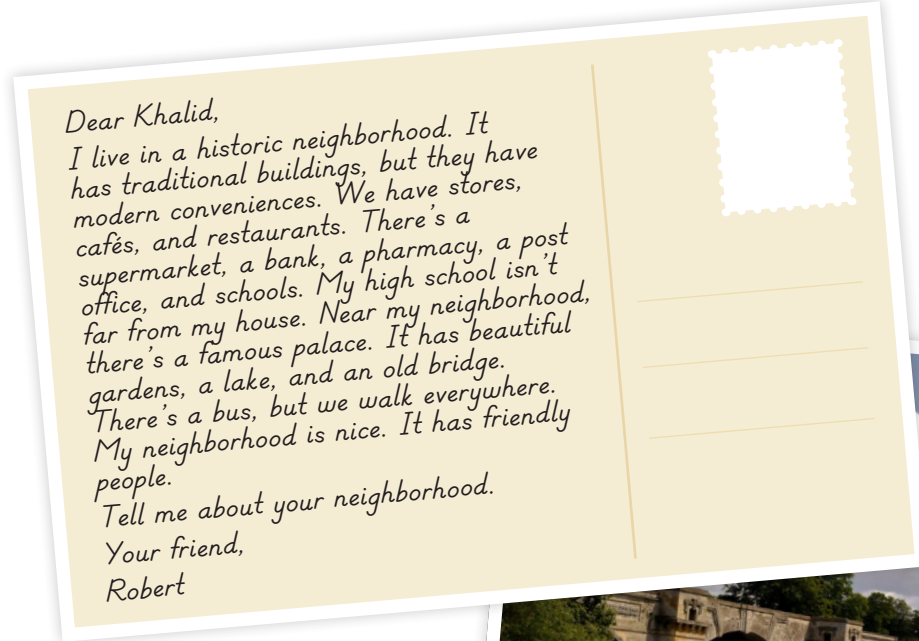 Dear Khalid,
I live in a historic neighborhood. It
has traditional buildings, but they have
modern conveniences. We have stores,
cafés, and restaurants. There's a
supermarket, a bank, a pharmacy, a post
office, and schools. My high school isn't
far from my house. Near my neighborhood,
there's a famous palace. It has beautiful
gardens, a lake, and an old bridge.
There's a bus, but we walk everywhere.
My neighborhood is nice. It has friendly
people.
Tell me about your neighborhood.
Your friend,
Robert